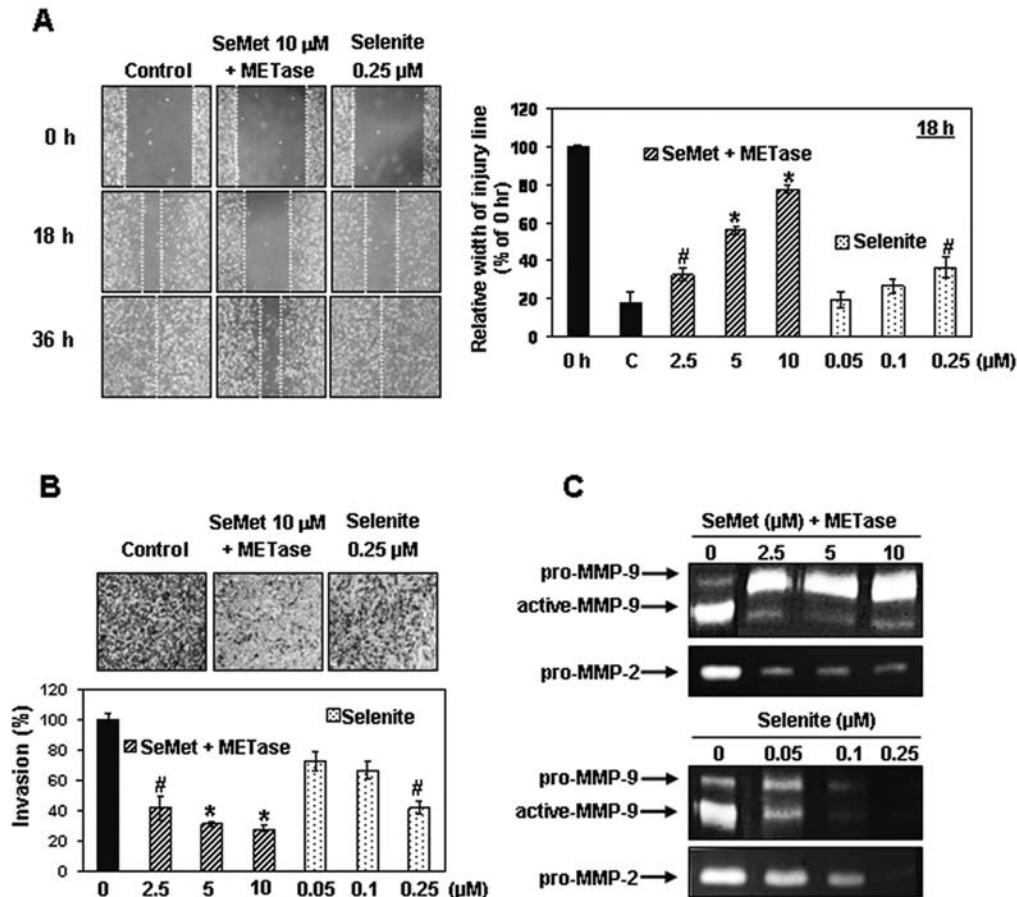 A
Control
SeMet 10 µM
+ METase
Selenite
0.25 µM
0 h
18 h
36 h
Relative width of injury line
(% of 0 hr)
120
100
80
60
40
20
0
18 h
SeMet + METase
Selenite
#
*
*
#
0 h C 2.5 5 10 0.05 0.1 0.25 (µM)
B
Control
SeMet 10 µM
+ METase
Selenite
0.25 µM
Invasion (%)
120
100
80
60
40
20
0
Selenite
SeMet + METase
#
*
*
#
0 2.5 5 10 0.05 0.1 0.25 (µM)
C
SeMet (µM) + METase
0 2.5 5 10
pro-MMP-9
active-MMP-9
pro-MMP-2
Selenite (µM)
0 0.05 0.1 0.25
pro-MMP-9
active-MMP-9
pro-MMP-2